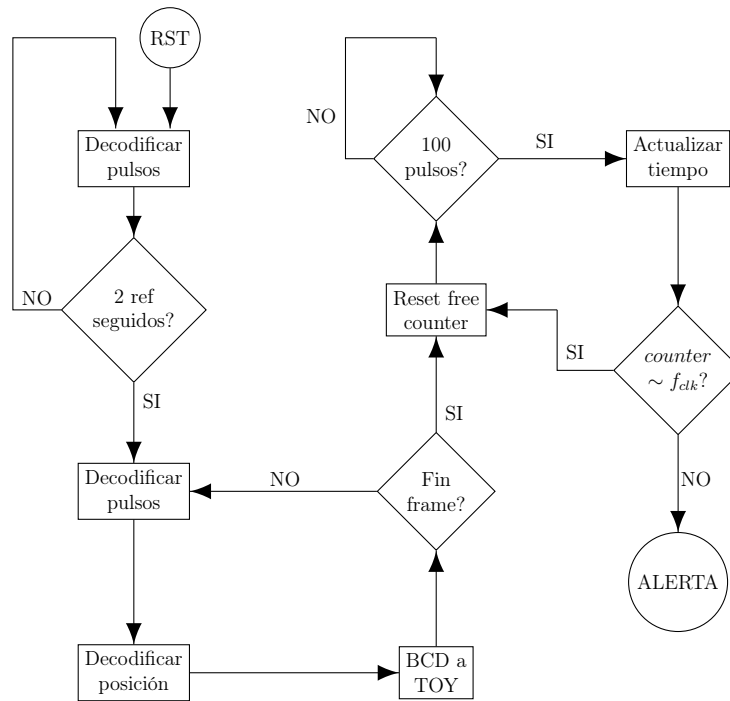 RST
Decodificar
pulsos
NO
2 ref
seguidos?
SI
Decodificar
pulsos
Decodificar
posición
BCD a
TOY
Fin
frame?
NO
SI
Reset free
counter
100
pulsos?
NO
SI
Actualizar
tiempo
counter
∼ f_clk?
SI
NO
ALERTA